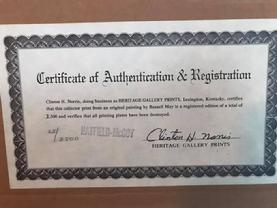 Certificate of Authentication & Registration
Clinton H. Norris, doing business as HERITAGE GALLERY PRINTS, Lexington, Kentucky, certifies
that this collector print from an original painting by Russell May is a registered edition of a total of
2,500 and verifies that all printing plates have been destroyed.
2500
HATFIELD-McCOY
Clinton H Norris
HERITAGE GALLERY PRINTS